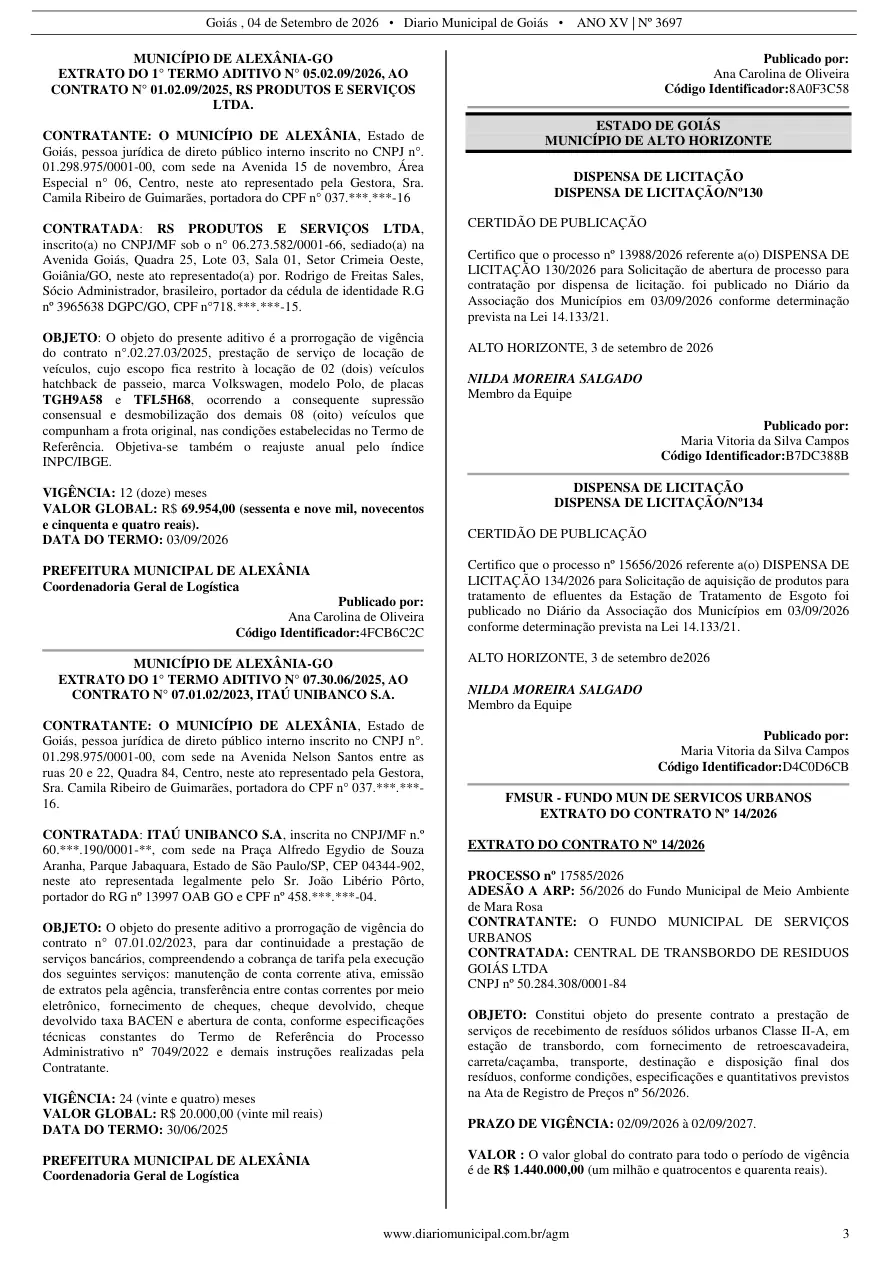 Goiás , 04 de Setembro de 2026 • Diario Municipal de Goiás • ANO XV | Nº 3697
MUNICÍPIO DE ALEXÂNIA-GO
EXTRATO DO 1° TERMO ADITIVO N° 05.02.09/2026, AO
CONTRATO N° 01.02.09/2025, RS PRODUTOS E SERVIÇOS
LTDA.
CONTRATANTE: O MUNICÍPIO DE ALEXÂNIA, Estado de
Goiás, pessoa jurídica de direto público interno inscrito no CNPJ n°.
01.298.975/0001-00, com sede na Avenida 15 de novembro, Área
Especial n° 06, Centro, neste ato representado pela Gestora, Sra.
Camila Ribeiro de Guimarães, portadora do CPF n° 037.***.***-16
CONTRATADA: RS PRODUTOS E SERVIÇOS LTDA,
inscrito(a) no CNPJ/MF sob o n° 06.273.582/0001-66, sediado(a) na
Avenida Goiás, Quadra 25, Lote 03, Sala 01, Setor Crimeia Oeste,
Goiânia/GO, neste ato representado(a) por. Rodrigo de Freitas Sales,
Sócio Administrador, brasileiro, portador da cédula de identidade R.G
nº 3965638 DGPC/GO, CPF n°718.***.***-15.
OBJETO: O objeto do presente aditivo é a prorrogação de vigência
do contrato n°.02.27.03/2025, prestação de serviço de locação de
veículos, cujo escopo fica restrito à locação de 02 (dois) veículos
hatchback de passeio, marca Volkswagen, modelo Polo, de placas
TGH9A58 e TFL5H68, ocorrendo a consequente supressão
consensual e desmobilização dos demais 08 (oito) veículos que
compunham a frota original, nas condições estabelecidas no Termo de
Referência. Objetiva-se também o reajuste anual pelo índice
INPC/IBGE.
VIGÊNCIA: 12 (doze) meses
VALOR GLOBAL: R$ 69.954,00 (sessenta e nove mil, novecentos
e cinquenta e quatro reais).
DATA DO TERMO: 03/09/2026
PREFEITURA MUNICIPAL DE ALEXÂNIA
Coordenadoria Geral de Logística
Publicado por:
Ana Carolina de Oliveira
Código Identificador:4FCB6C2C
MUNICÍPIO DE ALEXÂNIA-GO
EXTRATO DO 1° TERMO ADITIVO N° 07.30.06/2025, AO
CONTRATO N° 07.01.02/2023, ITAÚ UNIBANCO S.A.
CONTRATANTE: O MUNICÍPIO DE ALEXÂNIA, Estado de
Goiás, pessoa jurídica de direto público interno inscrito no CNPJ n°.
01.298.975/0001-00, com sede na Avenida Nelson Santos entre as
ruas 20 e 22, Quadra 84, Centro, neste ato representado pela Gestora,
Sra. Camila Ribeiro de Guimarães, portadora do CPF n° 037.***.***-
16.
CONTRATADA: ITAÚ UNIBANCO S.A, inscrita no CNPJ/MF n.º
60.***.190/0001-**, com sede na Praça Alfredo Egydio de Souza
Aranha, Parque Jabaquara, Estado de São Paulo/SP, CEP 04344-902,
neste ato representada legalmente pelo Sr. João Libério Pôrto,
portador do RG nº 13997 OAB GO e CPF nº 458.***.***-04.
OBJETO: O objeto do presente aditivo a prorrogação de vigência do
contrato n° 07.01.02/2023, para dar continuidade a prestação de
serviços bancários, compreendendo a cobrança de tarifa pela execução
dos seguintes serviços: manutenção de conta corrente ativa, emissão
de extratos pela agência, transferência entre contas correntes por meio
eletrônico, fornecimento de cheques, cheque devolvido, cheque
devolvido taxa BACEN e abertura de conta, conforme especificações
técnicas constantes do Termo de Referência do Processo
Administrativo nº 7049/2022 e demais instruções realizadas pela
Contratante.
VIGÊNCIA: 24 (vinte e quatro) meses
VALOR GLOBAL: R$ 20.000,00 (vinte mil reais)
DATA DO TERMO: 30/06/2025
PREFEITURA MUNICIPAL DE ALEXÂNIA
Coordenadoria Geral de Logística
Publicado por:
Ana Carolina de Oliveira
Código Identificador:8A0F3C58
ESTADO DE GOIÁS
MUNICÍPIO DE ALTO HORIZONTE
DISPENSA DE LICITAÇÃO
DISPENSA DE LICITAÇÃO/Nº130
CERTIDÃO DE PUBLICAÇÃO
Certifico que o processo nº 13988/2026 referente a(o) DISPENSA DE
LICITAÇÃO 130/2026 para Solicitação de abertura de processo para
contratação por dispensa de licitação. foi publicado no Diário da
Associação dos Municípios em 03/09/2026 conforme determinação
prevista na Lei 14.133/21.
ALTO HORIZONTE, 3 de setembro de 2026
NILDA MOREIRA SALGADO
Membro da Equipe
Publicado por:
Maria Vitoria da Silva Campos
Código Identificador:B7DC388B
DISPENSA DE LICITAÇÃO
DISPENSA DE LICITAÇÃO/Nº134
CERTIDÃO DE PUBLICAÇÃO
Certifico que o processo nº 15656/2026 referente a(o) DISPENSA DE
LICITAÇÃO 134/2026 para Solicitação de aquisição de produtos para
tratamento de efluentes da Estação de Tratamento de Esgoto foi
publicado no Diário da Associação dos Municípios em 03/09/2026
conforme determinação prevista na Lei 14.133/21.
ALTO HORIZONTE, 3 de setembro de2026
NILDA MOREIRA SALGADO
Membro da Equipe
Publicado por:
Maria Vitoria da Silva Campos
Código Identificador:D4C0D6CB
FMSUR - FUNDO MUN DE SERVICOS URBANOS
EXTRATO DO CONTRATO Nº 14/2026
EXTRATO DO CONTRATO Nº 14/2026
PROCESSO nº 17585/2026
ADESÃO A ARP: 56/2026 do Fundo Municipal de Meio Ambiente
de Mara Rosa
CONTRATANTE: O FUNDO MUNICIPAL DE SERVIÇOS
URBANOS
CONTRATADA: CENTRAL DE TRANSBORDO DE RESIDUOS
GOIÁS LTDA
CNPJ nº 50.284.308/0001-84
OBJETO: Constitui objeto do presente contrato a prestação de
serviços de recebimento de resíduos sólidos urbanos Classe II-A, em
estação de transbordo, com fornecimento de retroescavadeira,
carreta/caçamba, transporte, destinação e disposição final dos
resíduos, conforme condições, especificações e quantitativos previstos
na Ata de Registro de Preços nº 56/2026.
PRAZO DE VIGÊNCIA: 02/09/2026 à 02/09/2027.
VALOR : O valor global do contrato para todo o período de vigência
é de R$ 1.440.000,00 (um milhão e quatrocentos e quarenta reais).
www.diariomunicipal.com.br/agm
3